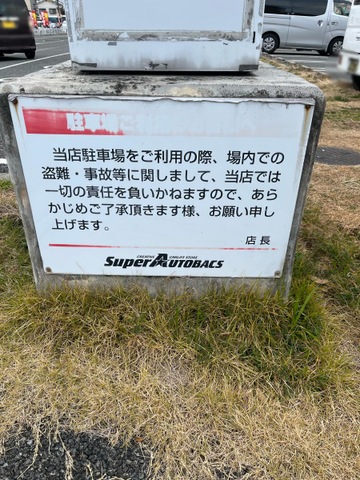 当店駐車場をご利用の際、場内での
盗難・事故等に関しまして、当店では
一切の責任を負いかねますので、あら
かじめご了承頂きます様、お願い申し
上げます。
店長
CREATIVE CARLIFE STORE
SuperAUTOBACS